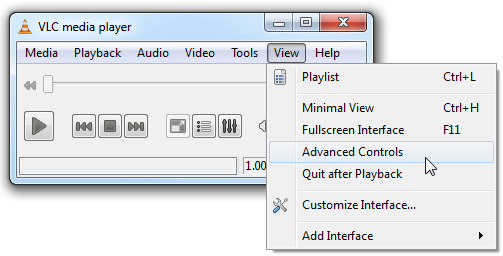 VLC media player
Media Playback Audio Video Tools View Help
Playlist Ctrl+L
Minimal View Ctrl+H
Fullscreen Interface F11
Advanced Controls
Quit after Playback
1.00
Customize Interface...
Add Interface